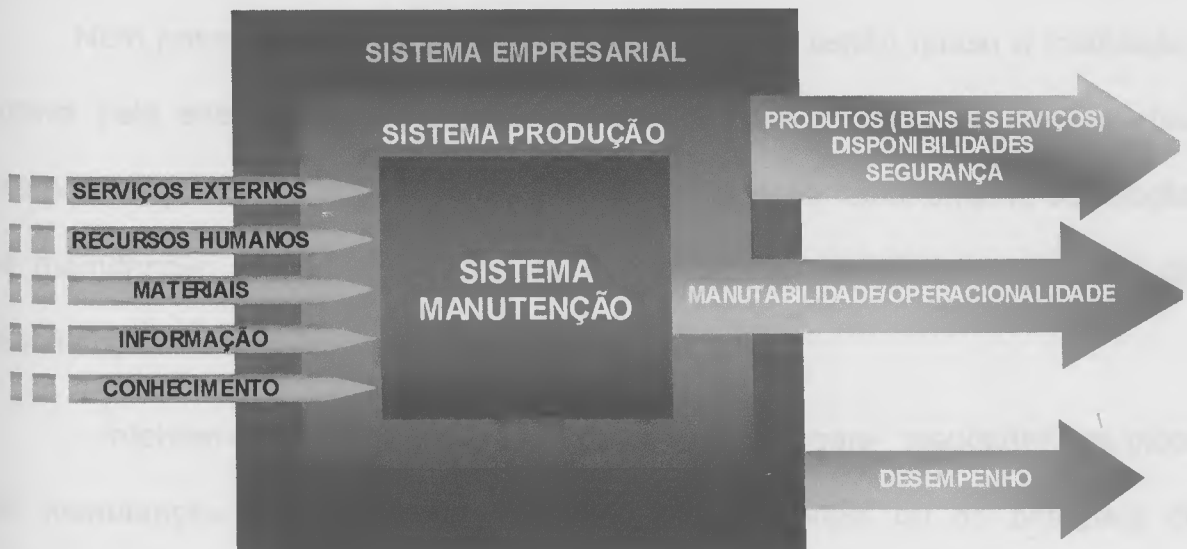 SISTEMA EMPRESARIAL
SISTEMA PRODUÇÃO
SERVIÇOS EXTERNOS
RECURSOS HUMANOS
MATERIAIS
INFORMAÇÃO
CONHECIMENTO
SISTEMA
MANUTENÇÃO
PRODUTOS (BENS E SERVIÇOS)
DISPONIBILIDADES
SEGURANÇA
MANUTABILIDADE/OPERACIONALIDADE
DESEMPENHO